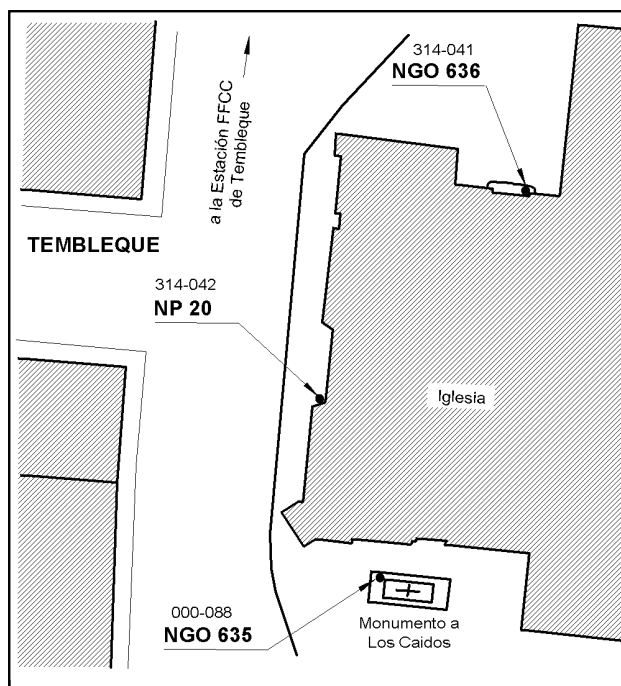 314-041
NGO 636
a la Estación FFCC
de Tembleque
TEMBLEQUE
314-042
NP 20
Iglesia
000-088
NGO 635
Monumento a
Los Caidos